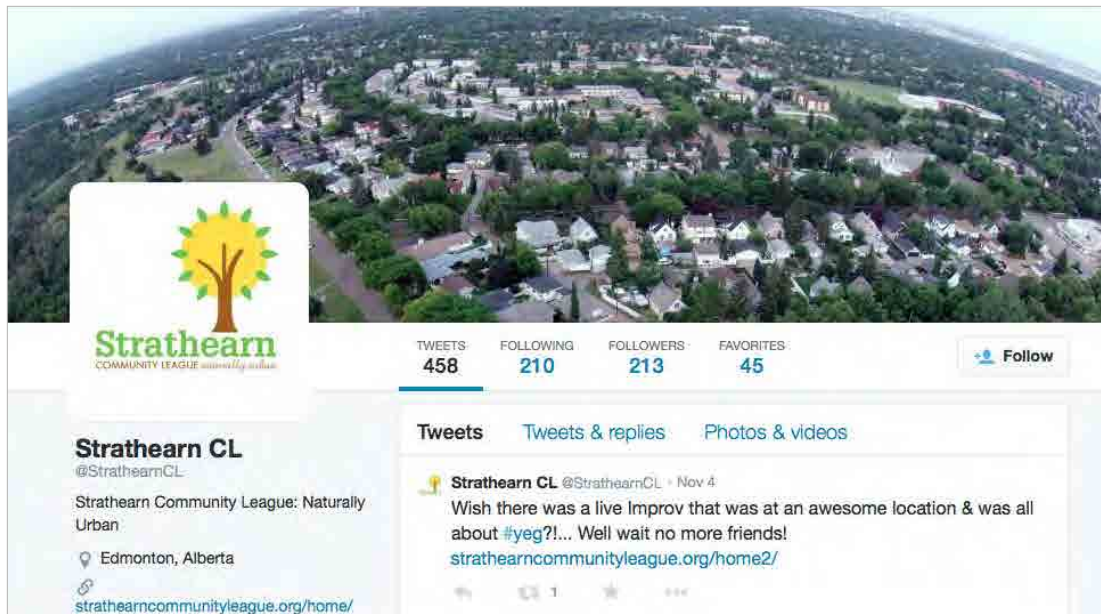 Strathearn
COMMUNITY LEAGUE naturally urban
TWEETS
458
FOLLOWING
210
FOLLOWERS
213
FAVORITES
45
Follow
Strathearn CL
@StrathearnCL
Strathearn Community League: Naturally
Urban
Edmonton, Alberta
strathearncommunityleague.org/home/
Tweets Tweets & replies Photos & videos
Strathearn CL @StrathearnCL · Nov 4
Wish there was a live Improv that was at an awesome location & was all
about #yeg?!... Well wait no more friends!
strathearncommunityleague.org/home2/
1